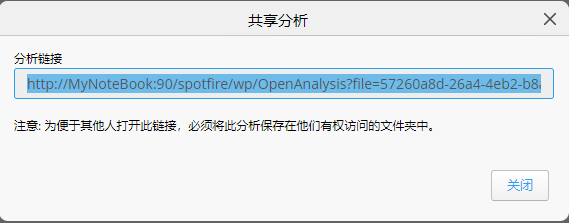 共享分析
分析链接
http://MyNoteBook:90/spotfire/wp/OpenAnalysis?file=57260a8d-26a4-4eb2-b8a
注意: 为便于其他人打开此链接，必须将此分析保存在他们有权访问的文件夹中。
关闭